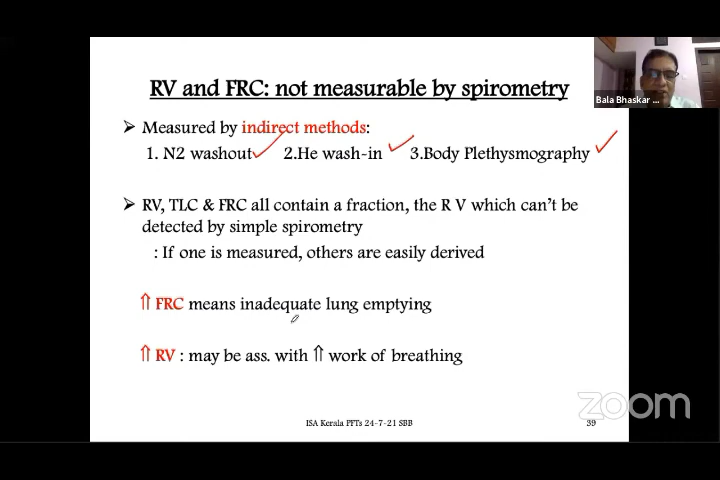 RV and FRC: not measurable by spirometry
➢ Measured by indirect methods:
1. N2 washout 2.He wash-in 3.Body Plethysmography
➢ RV, TLC & FRC all contain a fraction, the R V which can't be
detected by simple spirometry
: If one is measured, others are easily derived
⇑ FRC means inadequate lung emptying
⇑ RV : may be ass. with ⇑ work of breathing
ISA Kerala PFTs 24-7-21 SBB
39
Bala Bhaskar ...
zoom